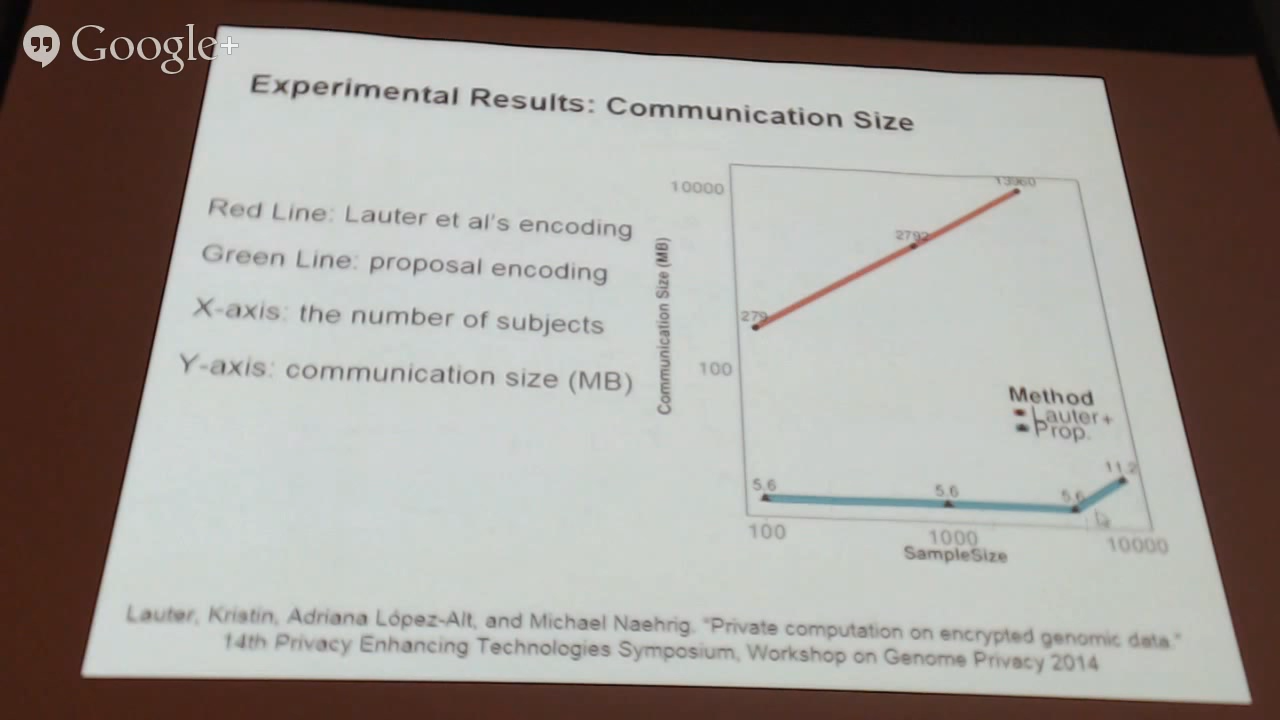 Google+
Experimental Results: Communication Size
Red Line: Lauter et al's encoding
Green Line: proposal encoding
X-axis: the number of subjects
Y-axis: communication size (MB)
10000
100
Communication Size (MB)
13960
2792
279
Method
Lauter+
Prop.
5.6
5.6
5.6
11.2
100
1000
10000
SampleSize
Lauter, Kristin, Adriana López-Alt, and Michael Naehrig. "Private computation on encrypted genomic data."
14th Privacy Enhancing Technologies Symposium, Workshop on Genome Privacy 2014